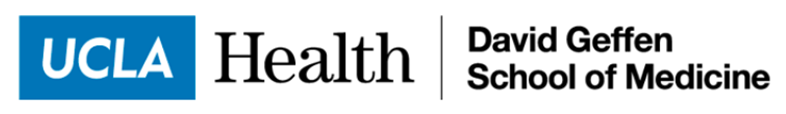 UCLA Health
David Geffen
School of Medicine